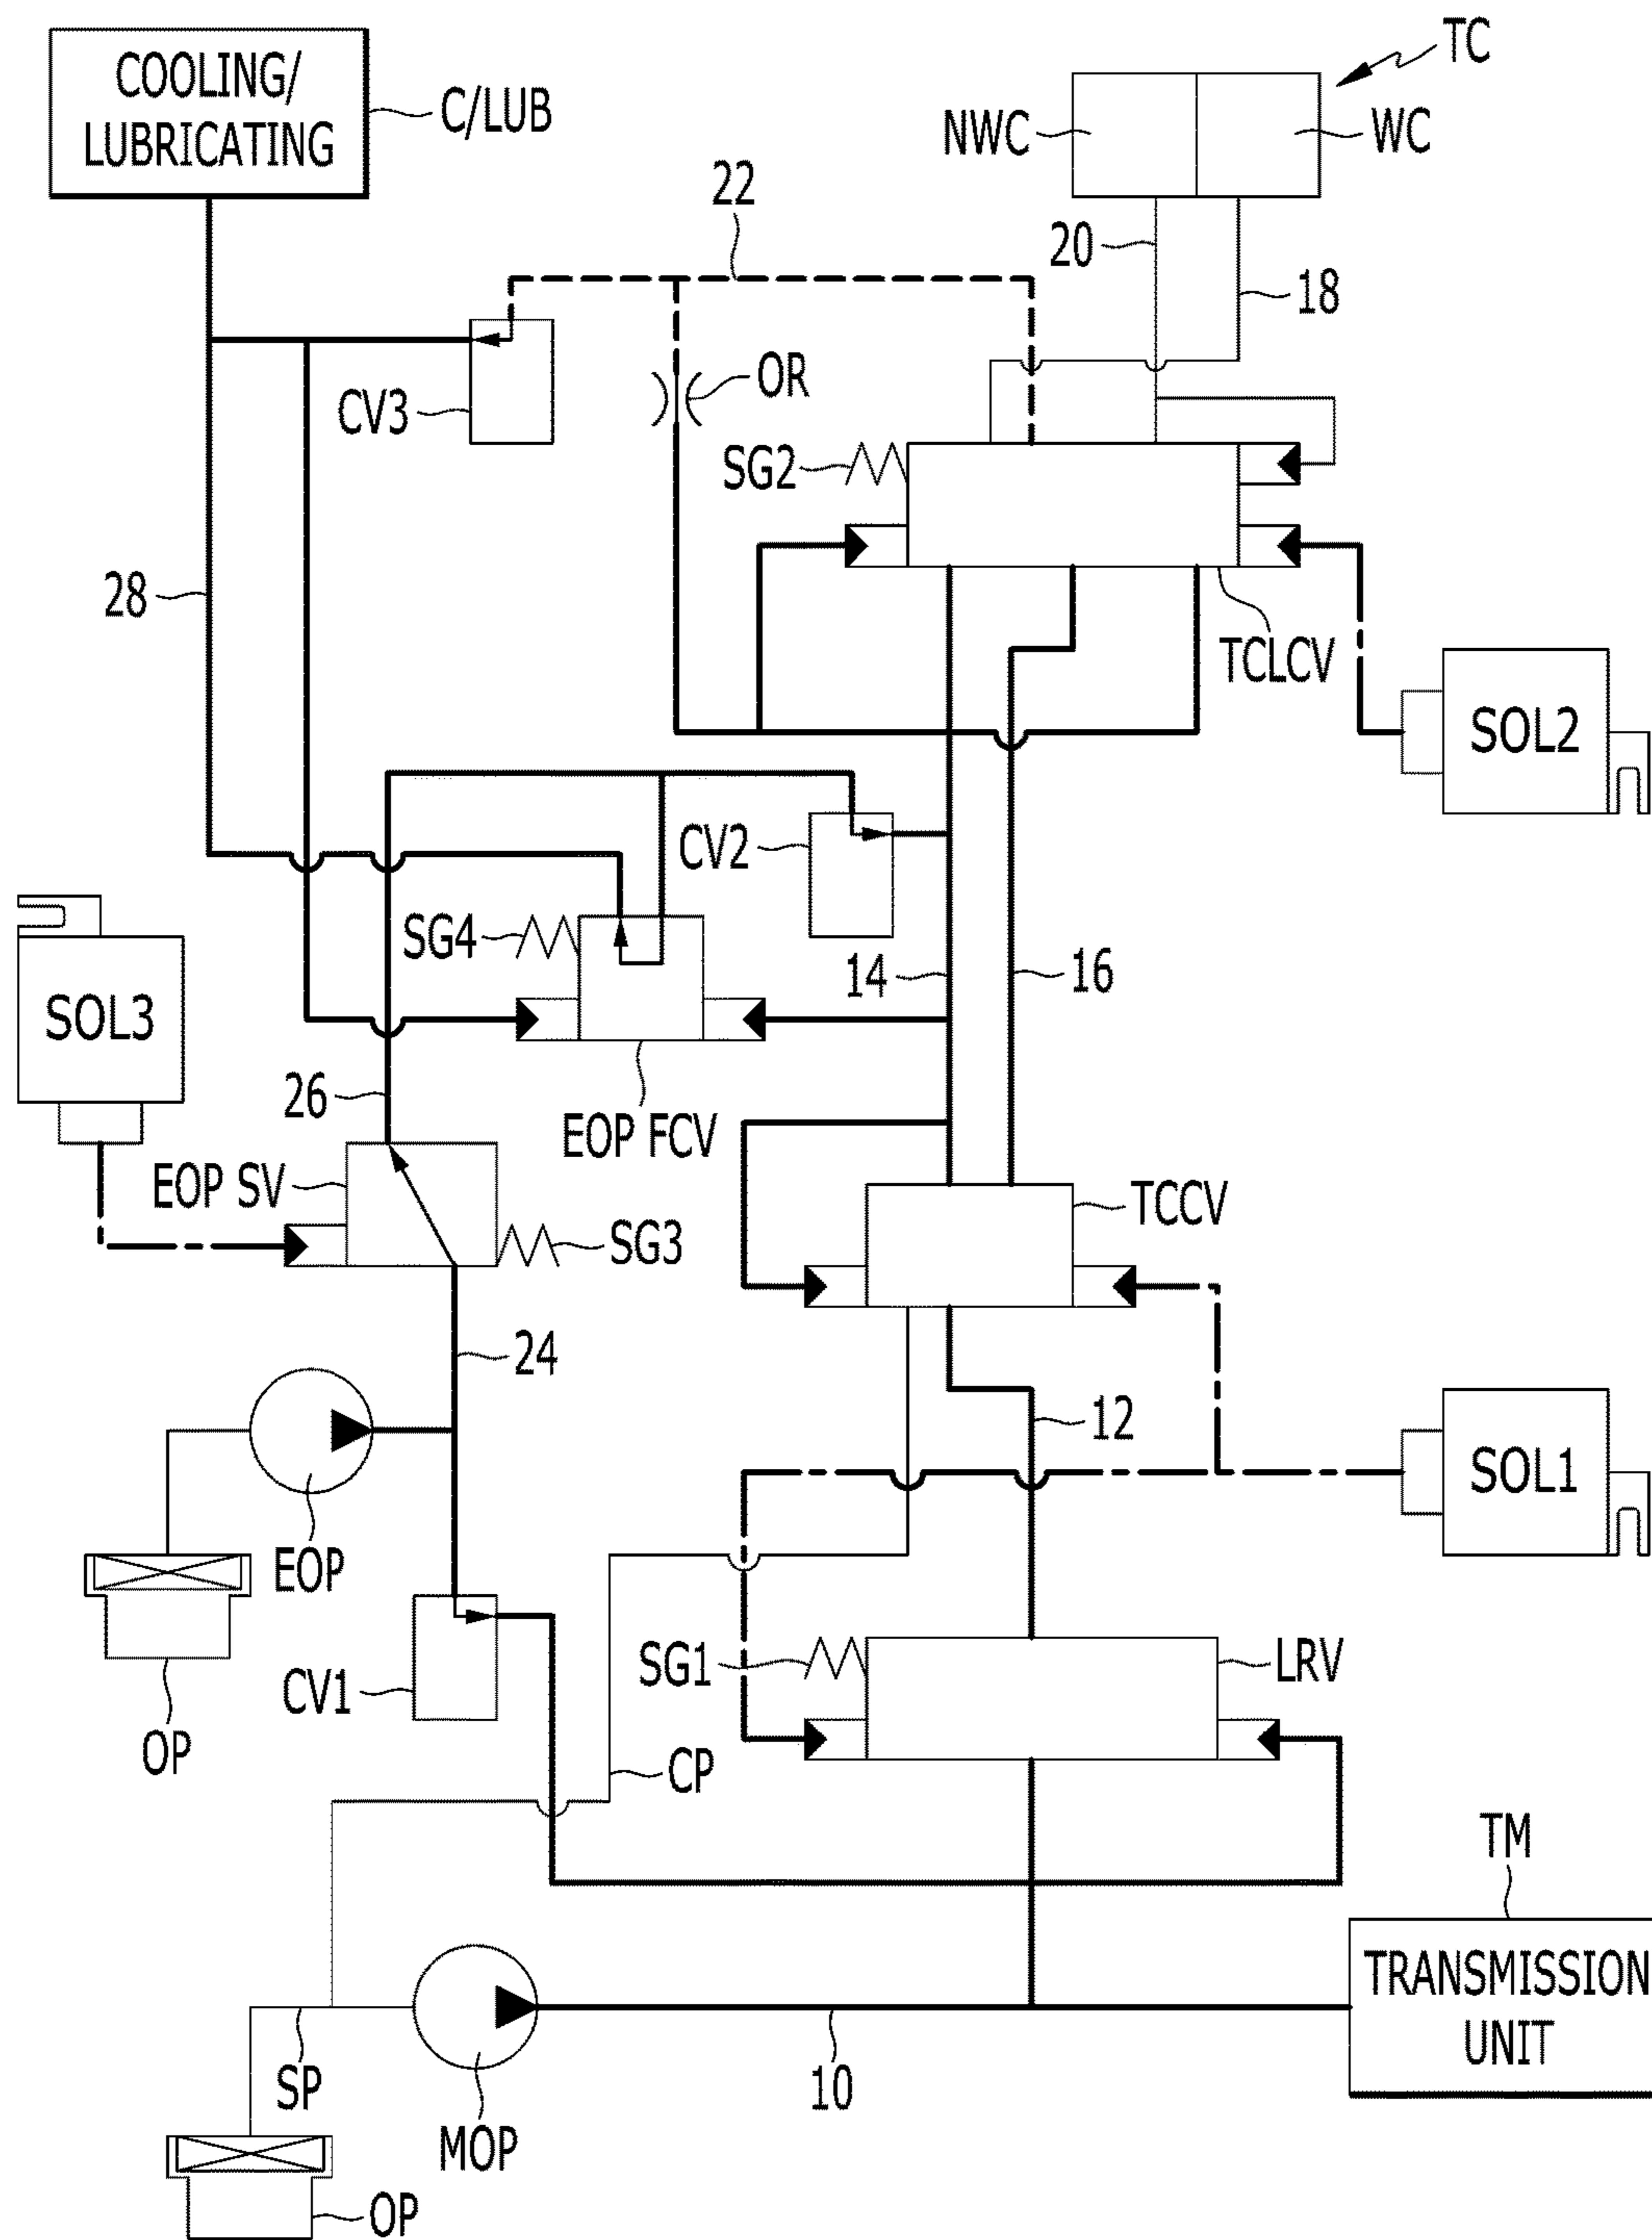 TC
COOLING/
LUBRICATING
C/LUB
NWC
WC
22
20
18
OR
CV3
SG2
28
TCLCV
SOL2
CV2
SG4
14
16
SOL3
26
EOP FCV
EOP SV
TCCV
SG3
24
12
SOL1
EOP
SG1
LRV
CV1
OP
CP
TM
TRANSMISSION
UNIT
SP
10
MOP
OP